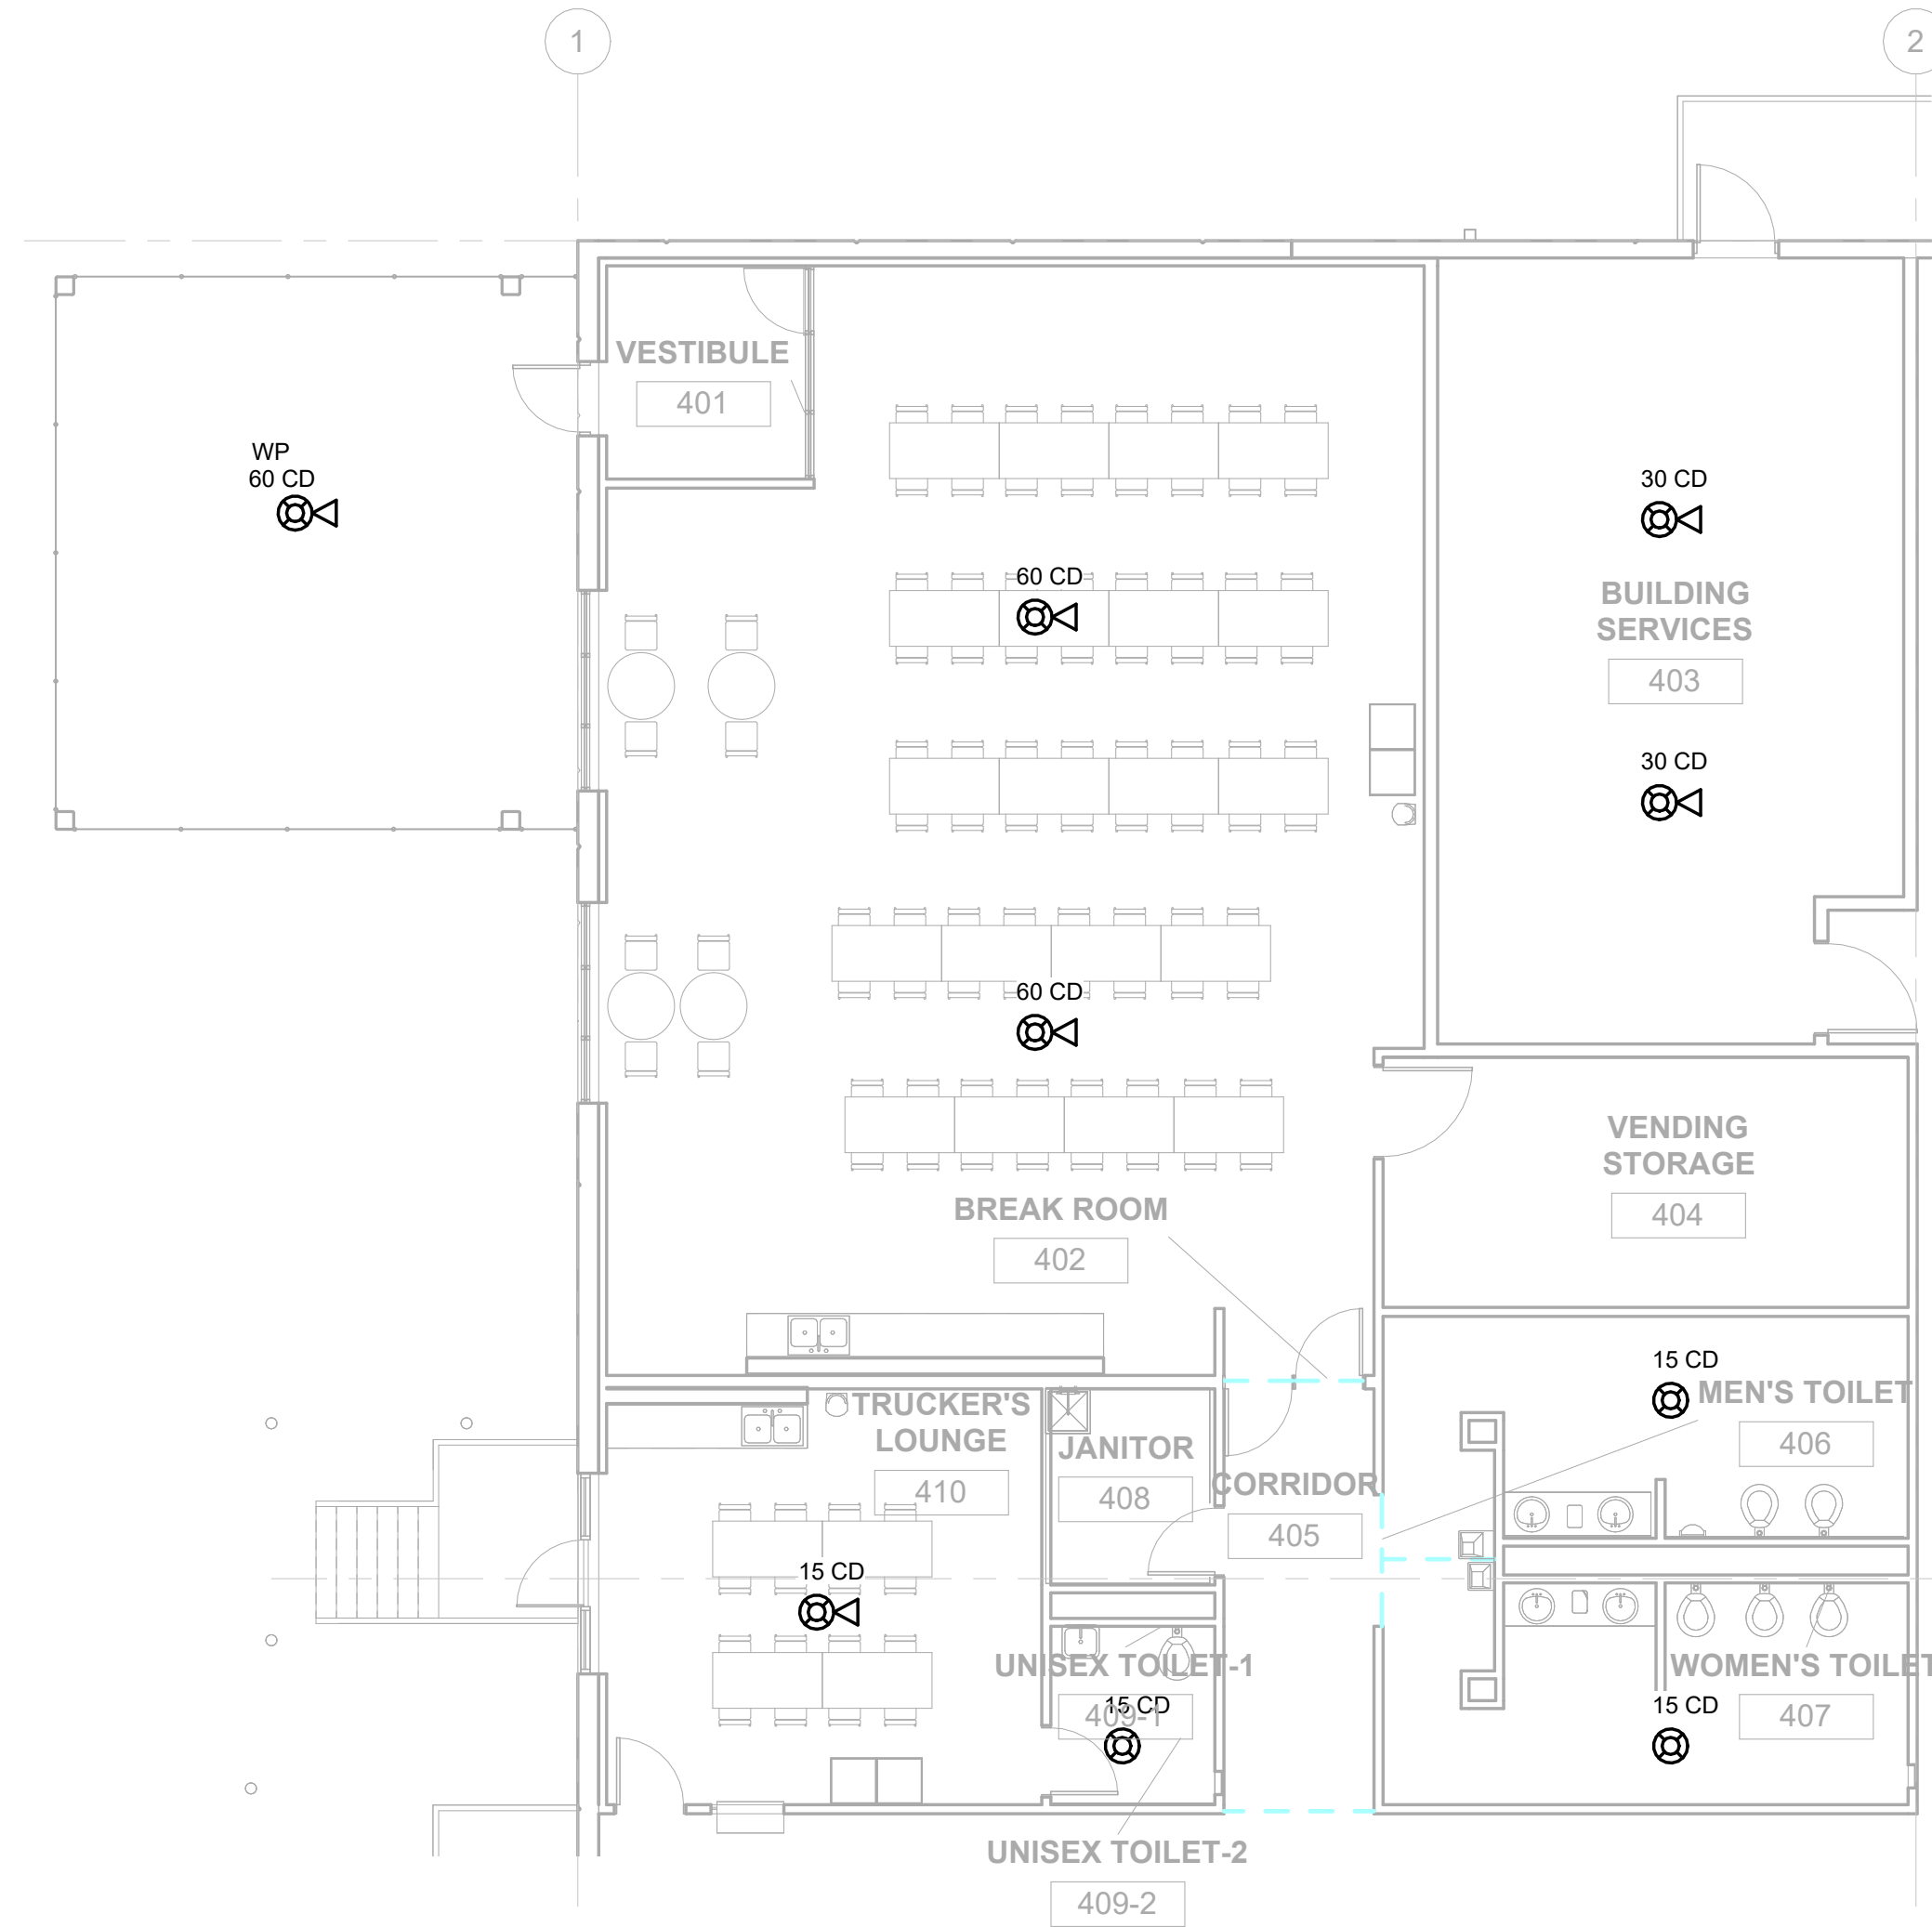 1
2
VESTIBULE
401
WP
60 CD
30 CD
60 CD
BUILDING
SERVICES
403
30 CD
60 CD
VENDING
STORAGE
404
BREAK ROOM
402
15 CD
MEN'S TOILET
406
TRUCKER'S
LOUNGE
410
JANITOR
408
CORRIDOR
405
15 CD
UNISEX TOILET-1
409-1
15 CD
WOMEN'S TOILET
407
15 CD
UNISEX TOILET-2
409-2